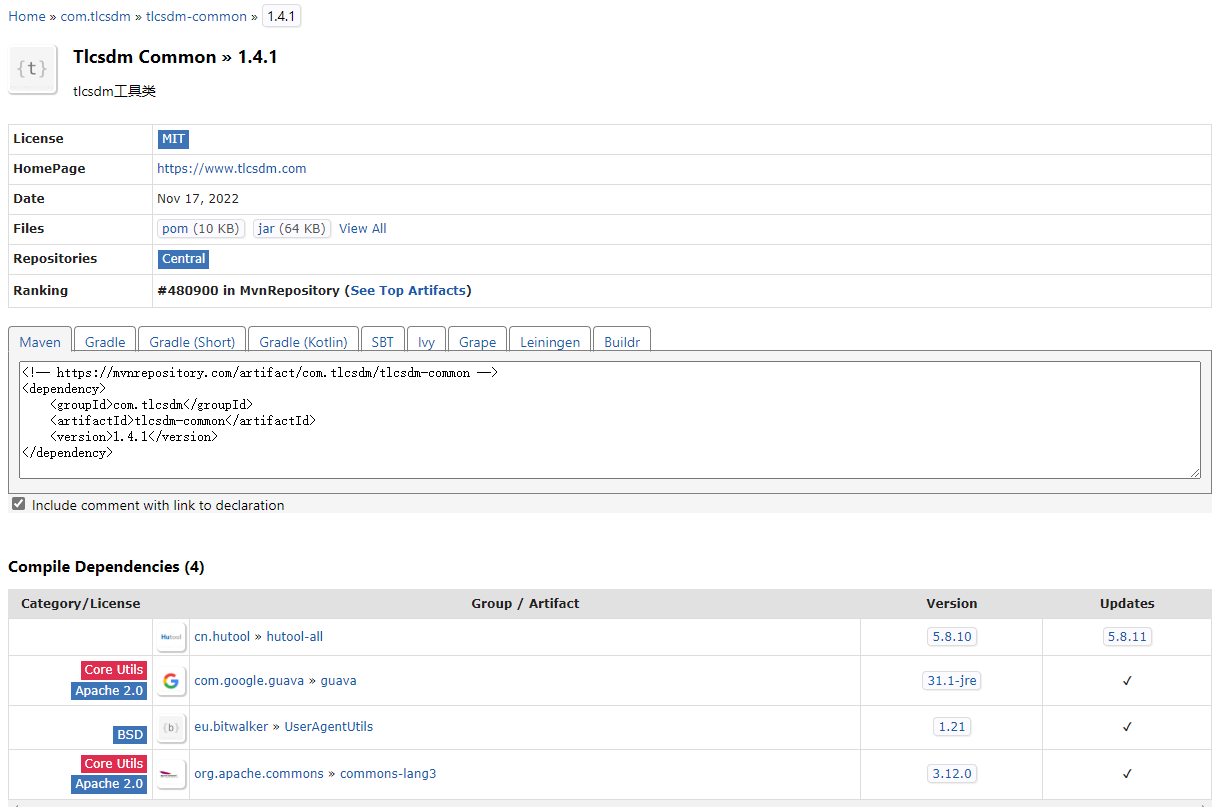 Home » com.tlcsdm » tlcsdm-common » 1.4.1
{t}
Tlcsdm Common » 1.4.1
tlcsdm工具类
License MIT
HomePage https://www.tlcsdm.com
Date Nov 17, 2022
Files pom (10 KB) jar (64 KB) View All
Repositories Central
Ranking #480900 in MvnRepository (See Top Artifacts)
Maven Gradle Gradle (Short) Gradle (Kotlin) SBT Ivy Grape Leiningen Buildr
<!-- https://mvnrepository.com/artifact/com.tlcsdm/tlcsdm-common -->
<dependency>
    <groupId>com.tlcsdm</groupId>
    <artifactId>tlcsdm-common</artifactId>
    <version>1.4.1</version>
</dependency>
Include comment with link to declaration
Compile Dependencies (4)
Category/License Group / Artifact Version Updates
Hutool cn.hutool » hutool-all 5.8.10 5.8.11
Core Utils
Apache 2.0 G com.google.guava » guava 31.1-jre ✓
BSD {b} eu.bitwalker » UserAgentUtils 1.21 ✓
Core Utils
Apache 2.0 org.apache.commons » commons-lang3 3.12.0 ✓